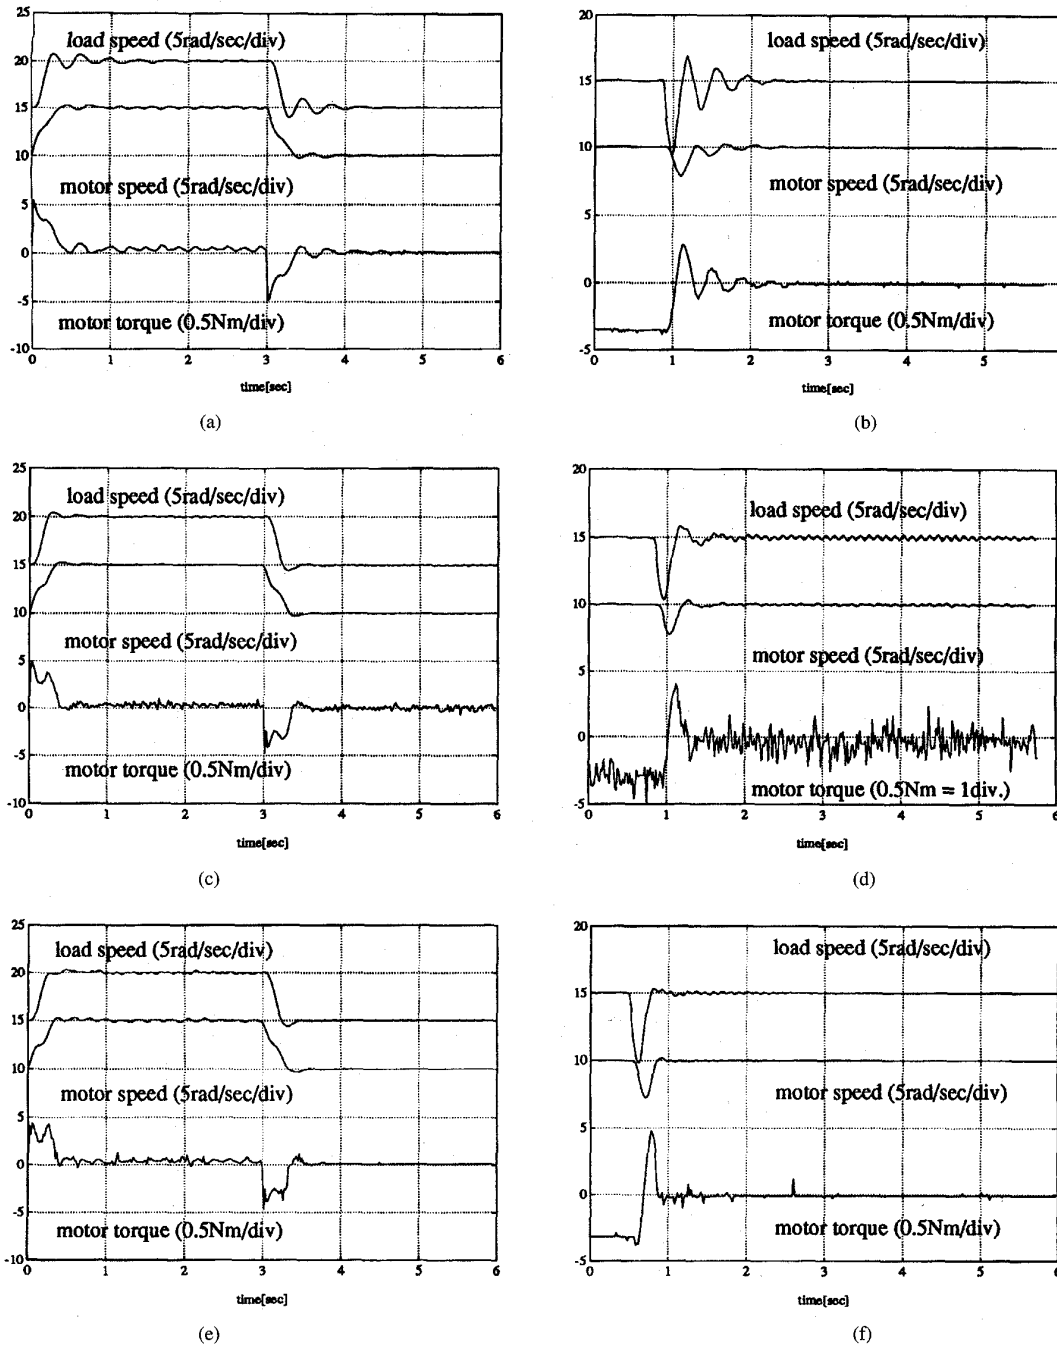 25
20
15
10
5
0
-5
-10
load speed (5rad/sec/div)
motor speed (5rad/sec/div)
motor torque (0.5Nm/div)
0 1 2 3 4 5 6
time[sec]
(a)
20
15
10
5
0
-5
load speed (5rad/sec/div)
motor speed (5rad/sec/div)
motor torque (0.5Nm/div)
0 1 2 3 4 5 6
time[sec]
(b)
25
20
15
10
5
0
-5
-10
load speed (5rad/sec/div)
motor speed (5rad/sec/div)
motor torque (0.5Nm/div)
0 1 2 3 4 5 6
time[sec]
(c)
20
15
10
5
0
-5
load speed (5rad/sec/div)
motor speed (5rad/sec/div)
motor torque (0.5Nm = 1div.)
0 1 2 3 4 5 6
time[sec]
(d)
25
20
15
10
5
0
-5
-10
load speed (5rad/sec/div)
motor speed (5rad/sec/div)
motor torque (0.5Nm/div)
0 1 2 3 4 5 6
time[sec]
(e)
20
15
10
5
0
-5
load speed (5rad/sec/div)
motor speed (5rad/sec/div)
motor torque (0.5Nm/div)
0 1 2 3 4 5 6
time[sec]
(f)